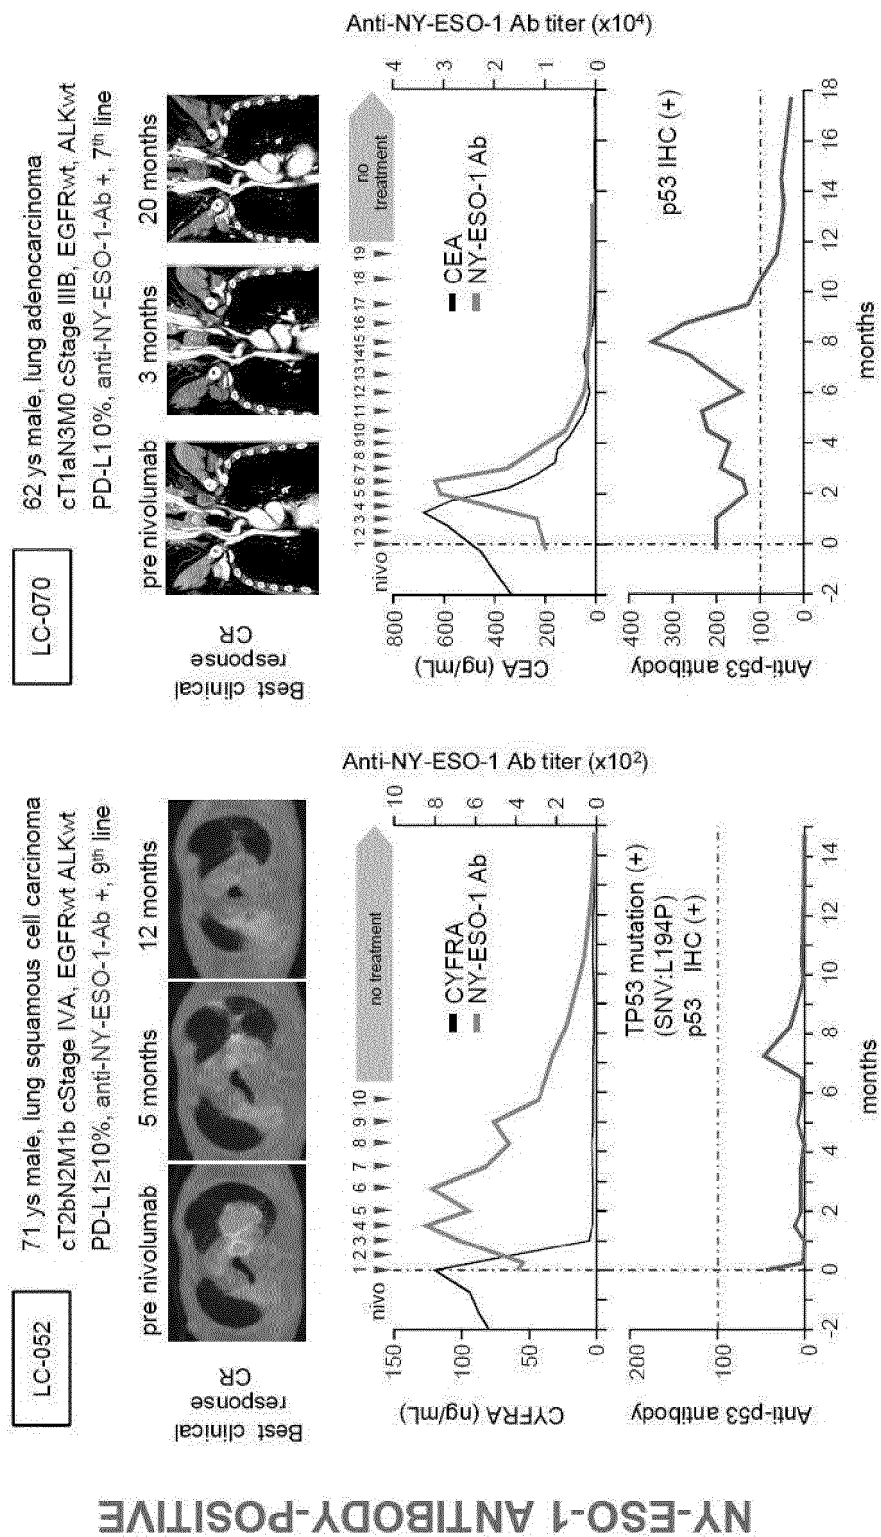 NY-ESO-1 ANTIBODY-POSITIVE
LC-052
71 ys male, lung squamous cell carcinoma
cT2bN2M1b cStage IVA, EGFRwt ALKwt
PD-L1≥10%, anti-NY-ESO-1-Ab +, 9th line
Best clinical
response
CR
pre nivolumab
5 months
12 months
nivo
1 2 3 4 5 6 7 8 9 10
no treatment
CYFRA (ng/mL)
150
100
50
0
Anti-NY-ESO-1 Ab titer (x10²)
10
8
6
4
2
0
CYFRA
NY-ESO-1 Ab
Anti-p53 antibody
200
100
0
TP53 mutation (+)
(SNV:L194P)
p53 IHC (+)
-2 0 2 4 6 8 10 12 14
months
LC-070
62 ys male, lung adenocarcinoma
cT1aN3M0 cStage IIIB, EGFRwt, ALKwt
PD-L1 0%, anti-NY-ESO-1-Ab +, 7th line
Best clinical
response
CR
pre nivolumab
3 months
20 months
nivo
1 2 3 4 5 6 7 8 9 10 11 12 13 14 15 16 17 18 19
no
treatment
CEA (ng/mL)
800
600
400
200
0
Anti-NY-ESO-1 Ab titer (x10⁴)
4
3
2
1
0
CEA
NY-ESO-1 Ab
Anti-p53 antibody
400
300
200
100
0
p53 IHC (+)
-2 0 2 4 6 8 10 12 14 16 18
months